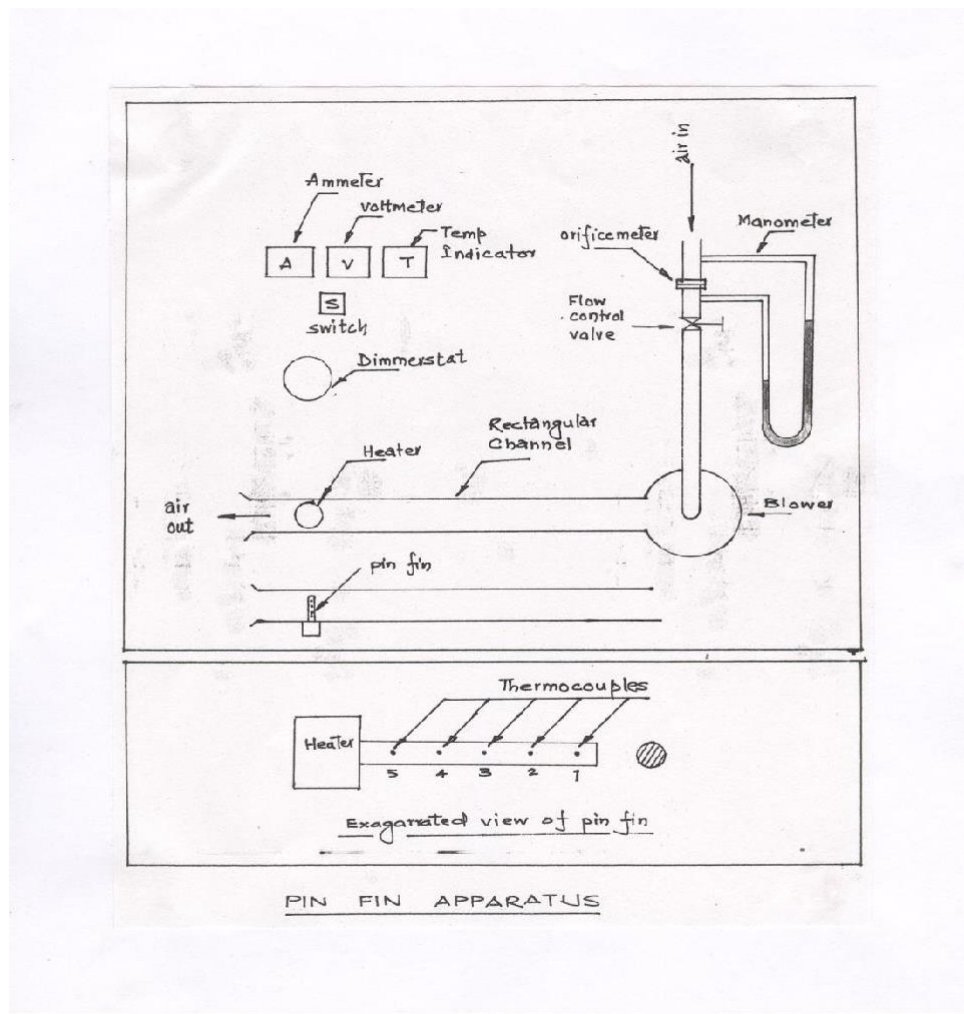 air in
Ammeter
voltmeter
Temp
Indicator
A
V
T
S
switch
orificemeter
Manometer
Flow
control
valve
Dimmerstat
Rectangular
Channel
Heater
air
out
Blower
pin fin
Thermocouples
Heater
5 4 3 2 1
Exagarrated view of pin fin
PIN FIN APPARATUS